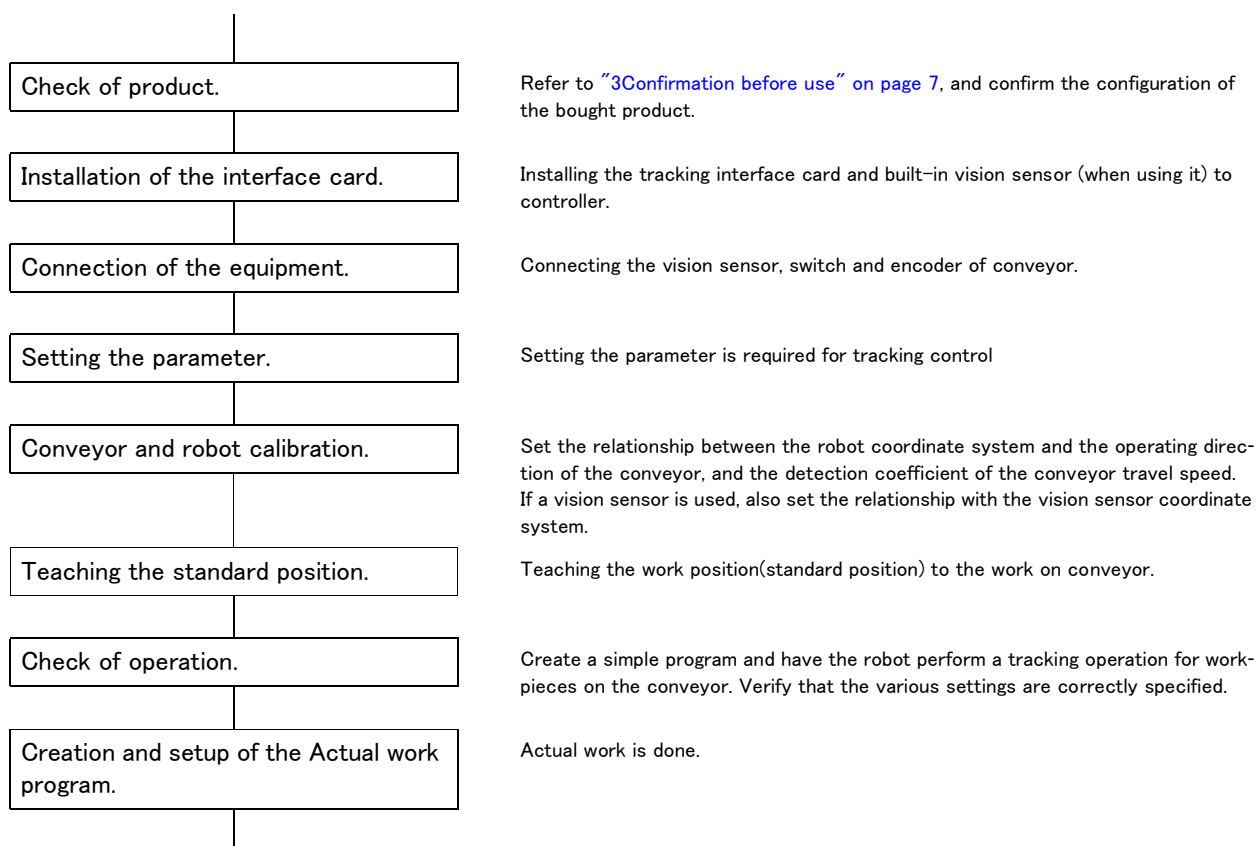 Check of product.
Refer to "3Confirmation before use" on page 7, and confirm the configuration of
the bought product.
Installation of the interface card.
Installing the tracking interface card and built-in vision sensor (when using it) to
controller.
Connection of the equipment.
Connecting the vision sensor, switch and encoder of conveyor.
Setting the parameter.
Setting the parameter is required for tracking control
Conveyor and robot calibration.
Set the relationship between the robot coordinate system and the operating direc-
tion of the conveyor, and the detection coefficient of the conveyor travel speed.
If a vision sensor is used, also set the relationship with the vision sensor coordinate
system.
Teaching the standard position.
Teaching the work position(standard position) to the work on conveyor.
Check of operation.
Create a simple program and have the robot perform a tracking operation for work-
pieces on the conveyor. Verify that the various settings are correctly specified.
Creation and setup of the Actual work
program.
Actual work is done.